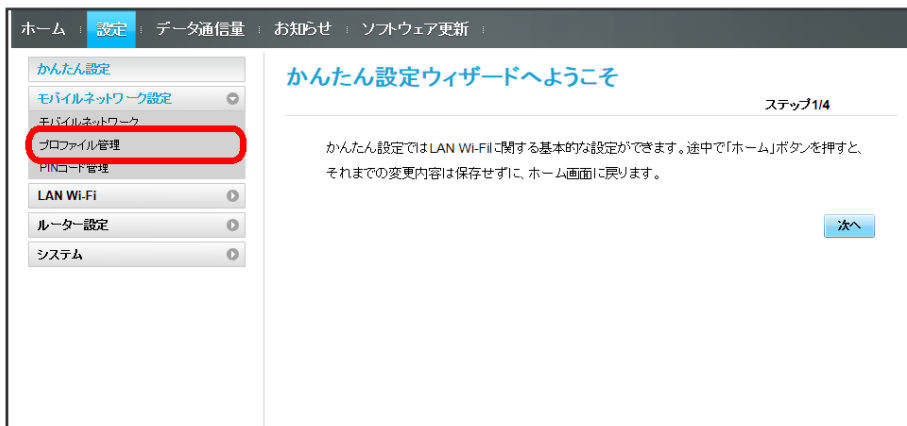 ホーム 設定 データ通信量 お知らせ ソフトウェア更新
かんたん設定
モバイルネットワーク設定
モバイルネットワーク
プロファイル管理
PINコード管理
LAN Wi-Fi
ルーター設定
システム
かんたん設定ウィザードへようこそ
ステップ1/4
かんたん設定ではLAN Wi-Fiに関する基本的な設定ができます。途中で「ホーム」ボタンを押すと、
それまでの変更内容は保存せずに、ホーム画面に戻ります。
次へ